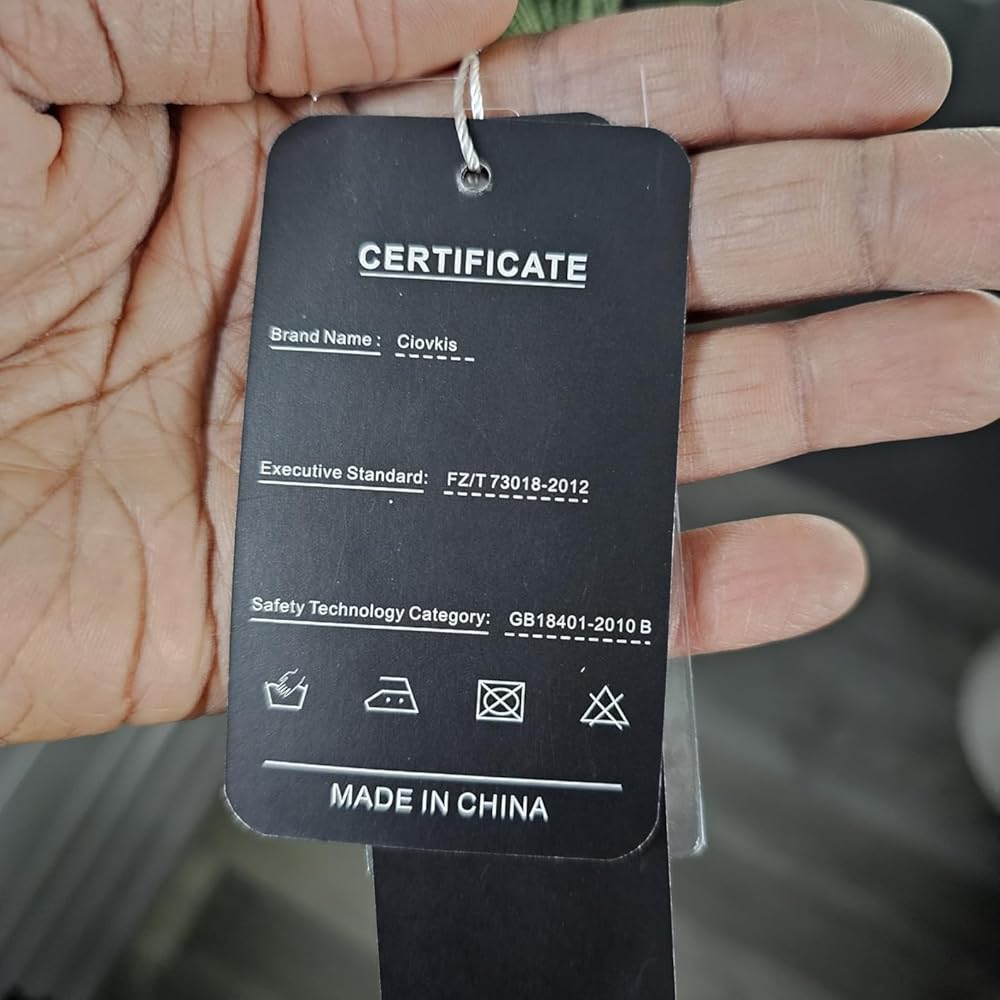 CERTIFICATE
Brand Name: Ciovkis
Executive Standard: FZ/T 73018-2012
Safety Technology Category: GB18401-2010 B
MADE IN CHINA